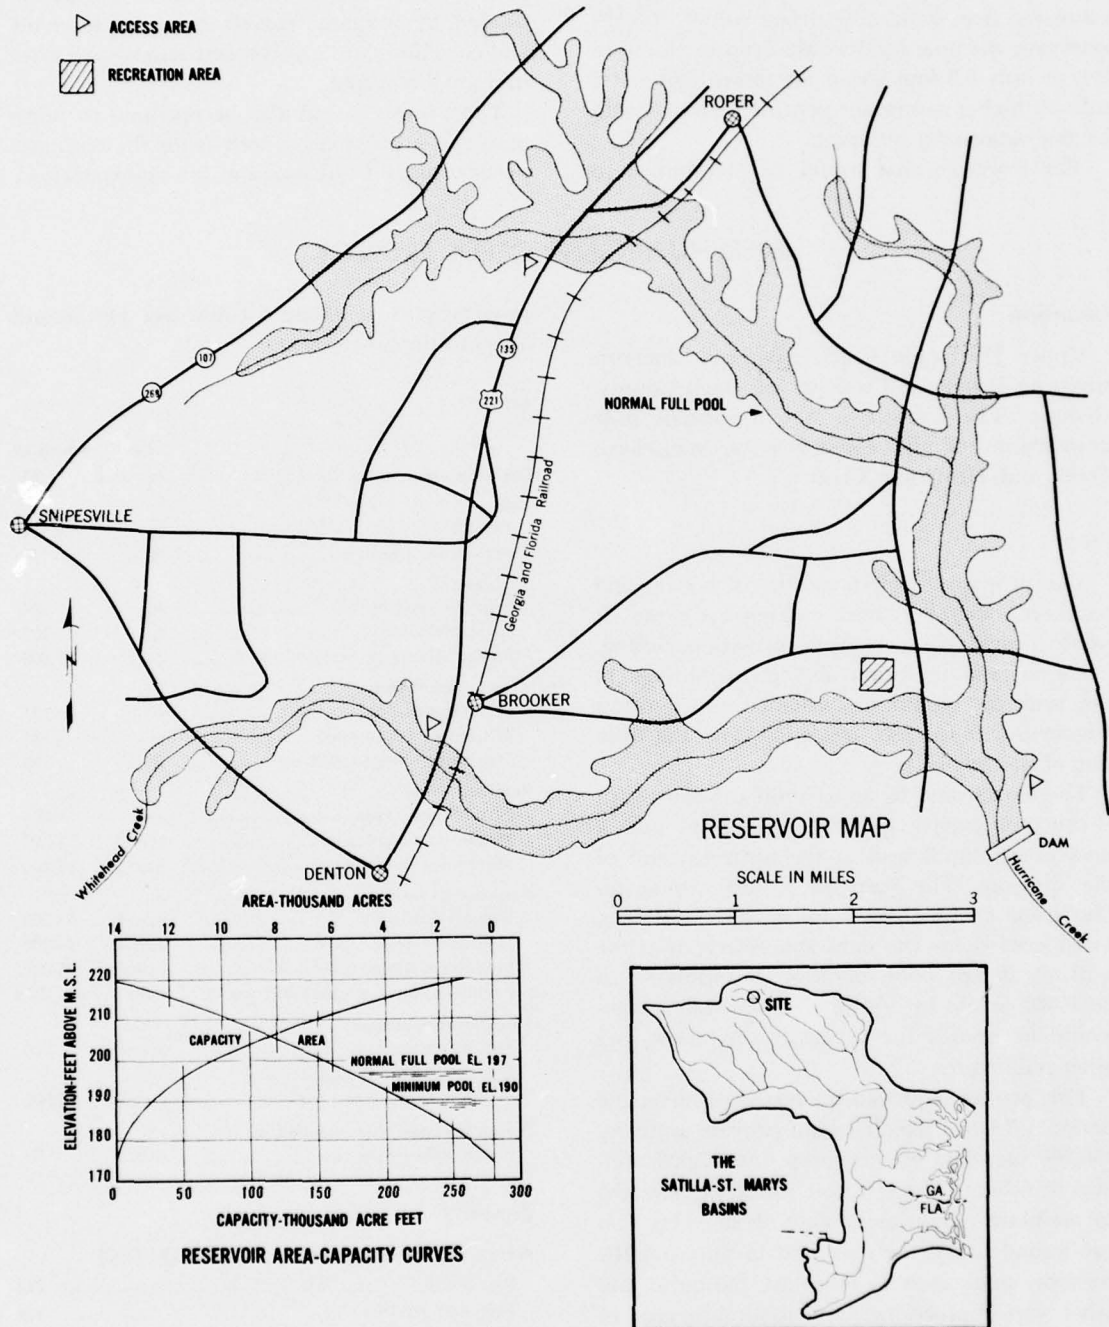 ACCESS AREA
RECREATION AREA
ROPER
107
269
135
221
NORMAL FULL POOL
Georgia and Florida Railroad
SNIPESVILLE
N
BROOKER
RESERVOIR MAP
DAM
Whitehead Creek
Hurricane Creek
DENTON
SCALE IN MILES
0 1 2 3
AREA-THOUSAND ACRES
14 12 10 8 6 4 2 0
ELEVATION-FEET ABOVE M.S.L.
220
210
200
190
180
170
CAPACITY
AREA
NORMAL FULL POOL EL. 197
MINIMUM POOL EL. 190
0 50 100 150 200 250 300
CAPACITY-THOUSAND ACRE FEET
RESERVOIR AREA-CAPACITY CURVES
SITE
THE
SATILLA-ST. MARYS
BASINS
GA.
FLA.